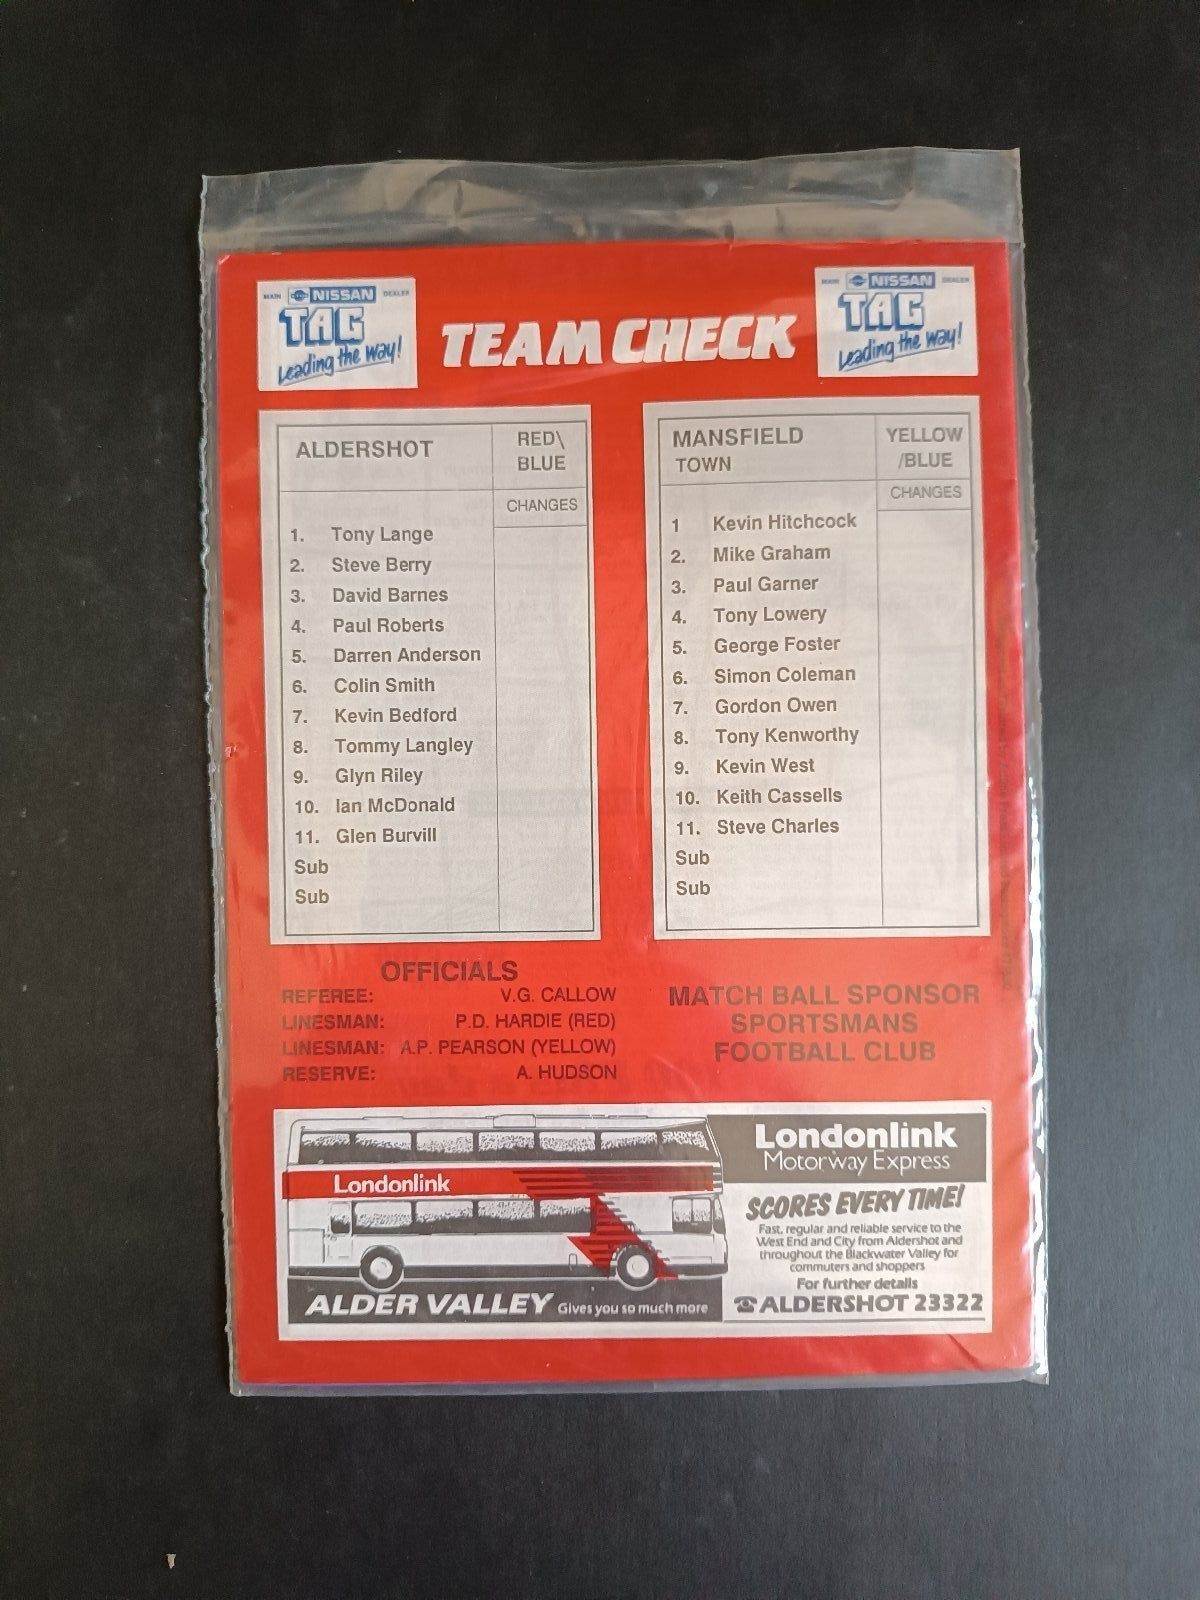 MAIN NISSAN DEALER
TAG
Leading the Way!
TEAM CHECK
MAIN NISSAN DEALER
TAG
Leading the Way!
ALDERSHOT
RED\
BLUE
CHANGES
1. Tony Lange
2. Steve Berry
3. David Barnes
4. Paul Roberts
5. Darren Anderson
6. Colin Smith
7. Kevin Bedford
8. Tommy Langley
9. Glyn Riley
10. Ian McDonald
11. Glen Burvill
Sub
Sub
MANSFIELD
TOWN
YELLOW
/BLUE
CHANGES
1 Kevin Hitchcock
2. Mike Graham
3. Paul Garner
4. Tony Lowery
5. George Foster
6. Simon Coleman
7. Gordon Owen
8. Tony Kenworthy
9. Kevin West
10. Keith Cassells
11. Steve Charles
Sub
Sub
OFFICIALS
REFEREE: V.G. CALLOW
LINESMAN: P.D. HARDIE (RED)
LINESMAN: A.P. PEARSON (YELLOW)
RESERVE: A. HUDSON
MATCH BALL SPONSOR
SPORTSMANS
FOOTBALL CLUB
Londonlink
ALDER VALLEY Gives you so much more
Londonlink
Motorway Express
SCORES EVERY TIME!
Fast, regular and reliable service to the
West End and City from Aldershot and
throughout the Blackwater Valley for
commuters and shoppers
For further details
☎ ALDERSHOT 23322